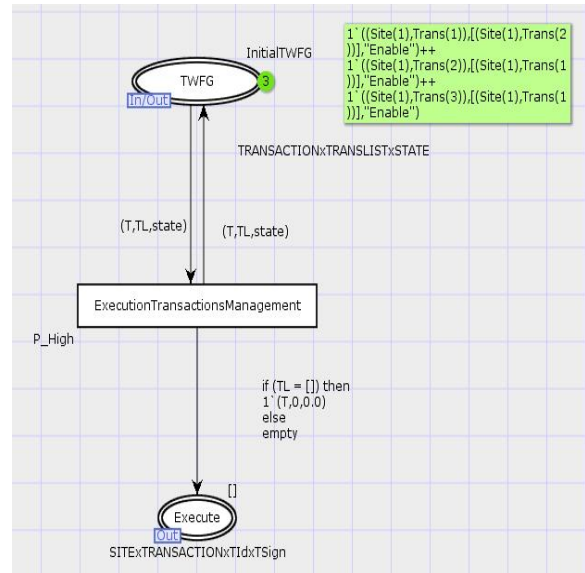 InitialTWFG
TWFG
3
In/Out
1`((Site(1),Trans(1)),[(Site(1),Trans(2
))],"Enable")++
1`((Site(1),Trans(2)),[(Site(1),Trans(1
))],"Enable")++
1`((Site(1),Trans(3)),[(Site(1),Trans(1
))],"Enable")
TRANSACTIONxTRANSLISTxSTATE
(T,TL,state)
(T,TL,state)
ExecutionTransactionsManagement
P_High
if (TL = []) then
1`(T,0,0.0)
else
empty
[]
Execute
Out
SITExTRANSACTIONxTIdxTSign